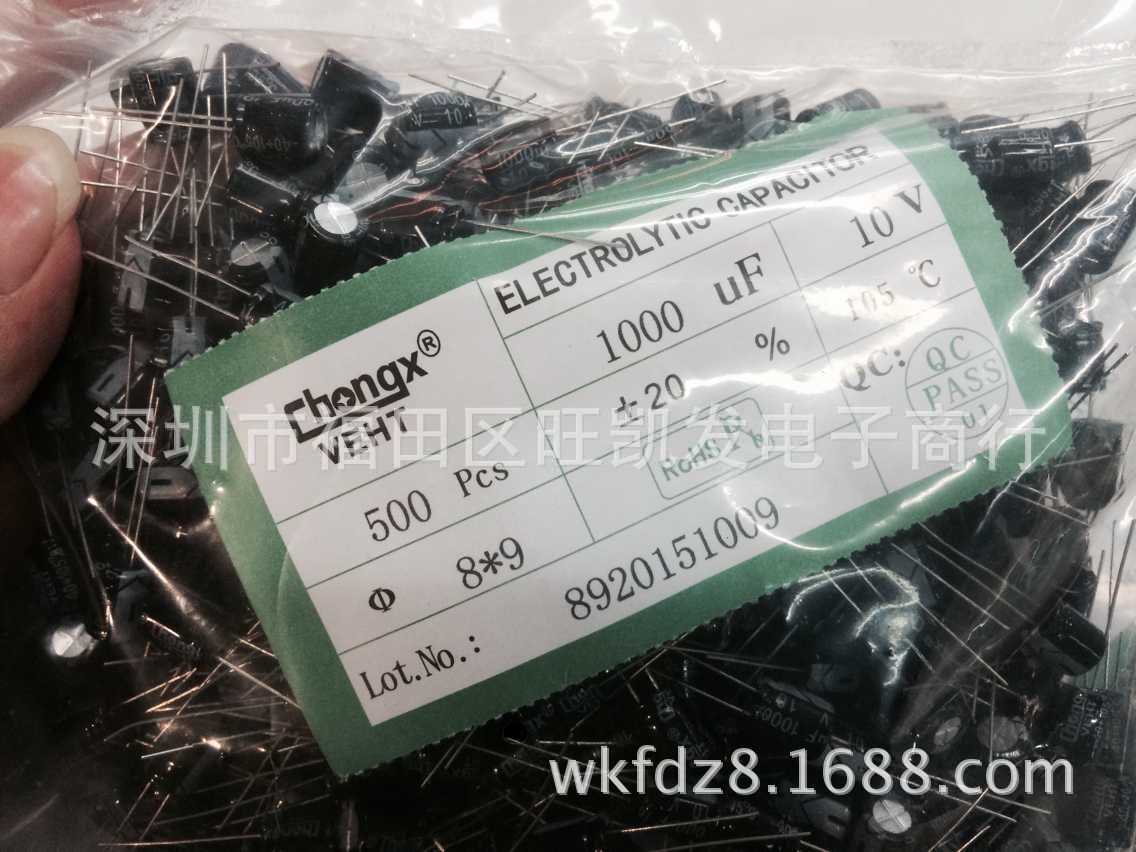 ELECTROLYTIC CAPACITOR
Chongx®
VEHT
1000 uF
10 V
500 Pcs
±20 %
105 ℃
Φ 8*9
RoHS
QC:
QC
PASS
Lot.No.: 8920151009
深圳市福田区旺凯发电子商行
wkfdz8.1688.com